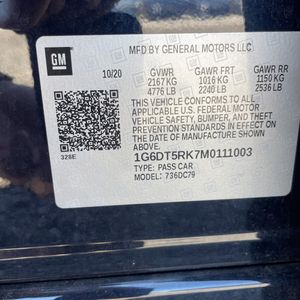 GM
MFD BY GENERAL MOTORS LLC
10/20
GVWR GAWR FRT GAWR RR
2167 KG 1016 KG 1150 KG
4776 LB 2240 LB 2536 LB
THIS VEHICLE CONFORMS TO ALL
APPLICABLE U.S. FEDERAL MOTOR
VEHICLE SAFETY, BUMPER, AND
THEFT PREVENTION STANDARDS IN
EFFECT ON THE DATE OF
MANUFACTURE SHOWN ABOVE.
328E
1G6DT5RK7M0111003
TYPE: PASS CAR
MODEL: 736DC79